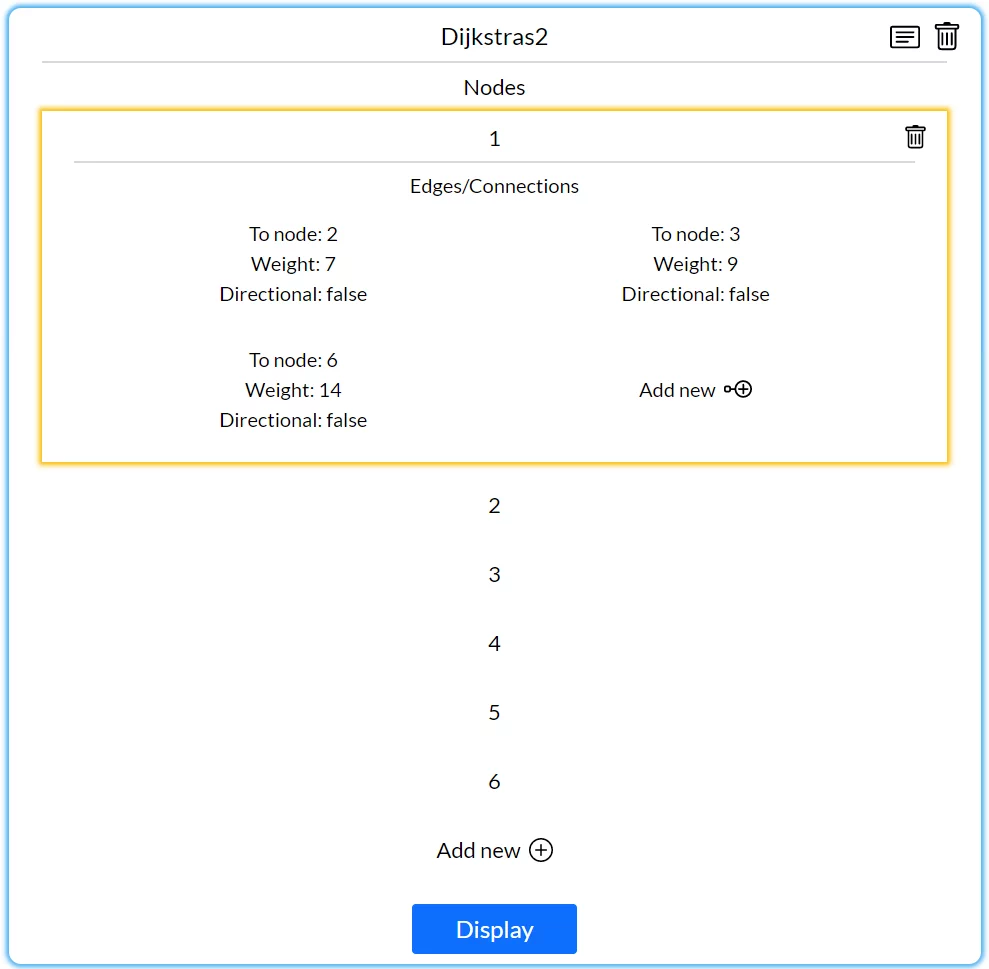 Dijkstras2
Nodes
1
Edges/Connections
To node: 2
Weight: 7
Directional: false
To node: 3
Weight: 9
Directional: false
To node: 6
Weight: 14
Directional: false
Add new
2
3
4
5
6
Add new
Display